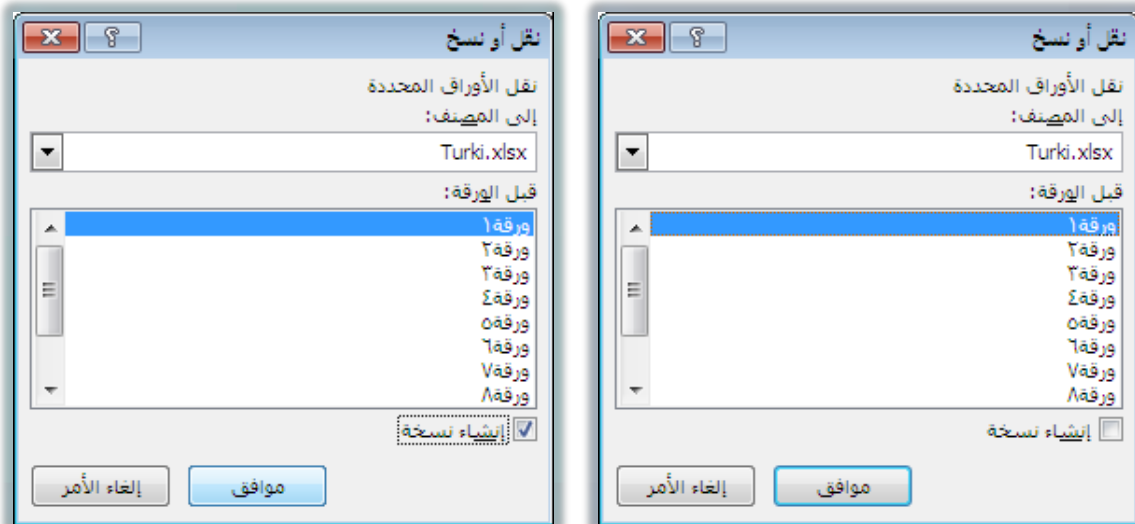 نقل أو نسخ
نقل الأوراق المحددة
إلى المصنف:
Turki.xlsx
قبل الورقة:
ورقة١
ورقة٢
ورقة٣
ورقة٤
ورقة٥
ورقة٦
ورقة٧
ورقة٨
إنشاء نسخة
موافق
إلغاء الأمر
نقل أو نسخ
نقل الأوراق المحددة
إلى المصنف:
Turki.xlsx
قبل الورقة:
ورقة١
ورقة٢
ورقة٣
ورقة٤
ورقة٥
ورقة٦
ورقة٧
ورقة٨
إنشاء نسخة
موافق
إلغاء الأمر